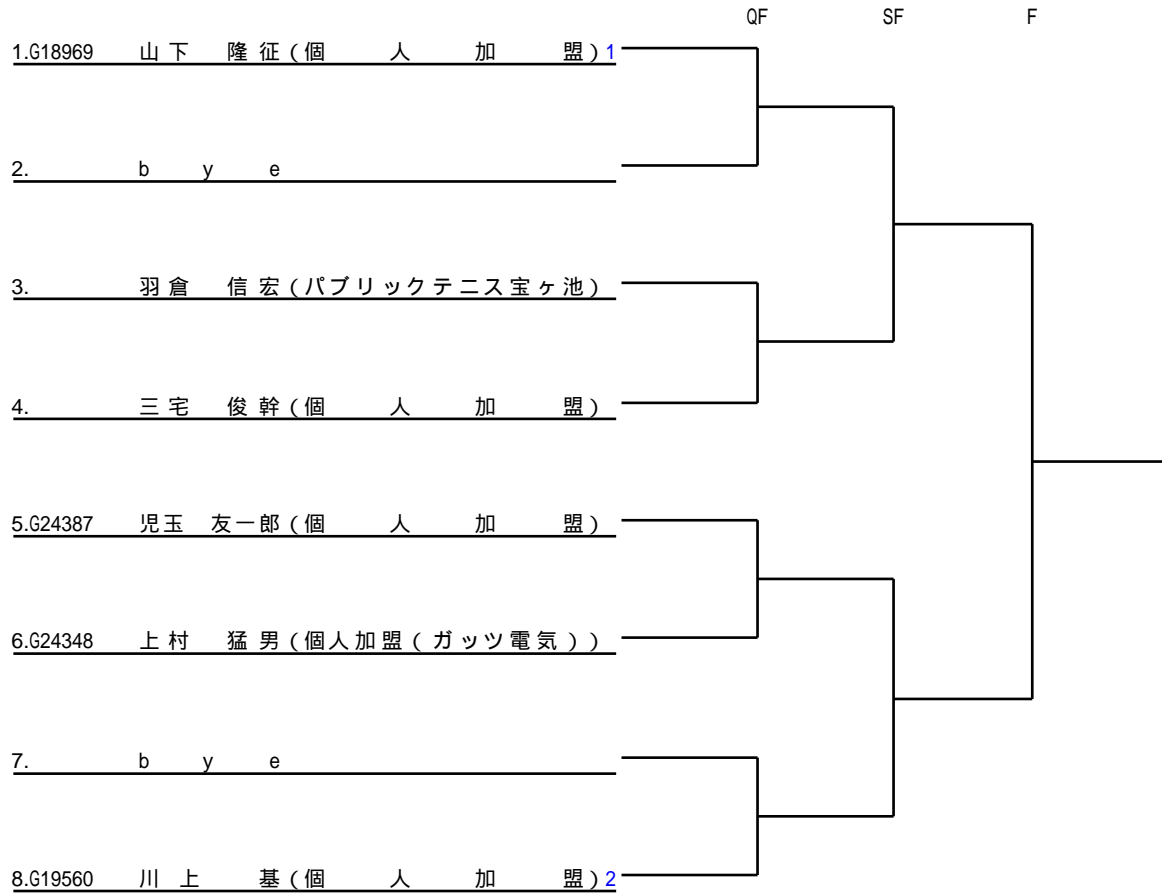 QF SF F
1.G18969 山下 隆征(個人加盟)1
2. bye
3. 羽倉 信宏(パブリックテニス宝ヶ池)
4. 三宅 俊幹(個人加盟)
5.G24387 児玉 友一郎(個人加盟)
6.G24348 上村 猛男(個人加盟(ガッツ電気))
7. bye
8.G19560 川上 基(個人加盟)2